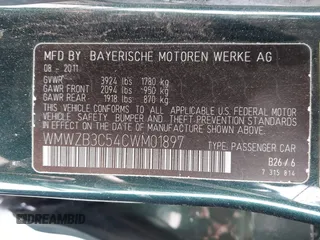 MFD BY BAYERISCHE MOTOREN WERKE AG
08 - 2011
GVWR 3924 lbs 1780 kg
GAWR FRONT 2094 lbs 950 kg
GAWR REAR 1918 lbs 870 kg
THIS VEHICLE CONFORMS TO ALL APPLICABLE U.S. FEDERAL
MOTOR VEHICLE SAFETY, BUMPER, AND THEFT PREVENTION
STANDARDS IN EFFECT ON THE DATE OF MANUFACTURE
SHOWN ABOVE.
WMWZB3C54CWM01897 TYPE: PASSENGER CAR
B26/6
7 315 814
DREAMBID